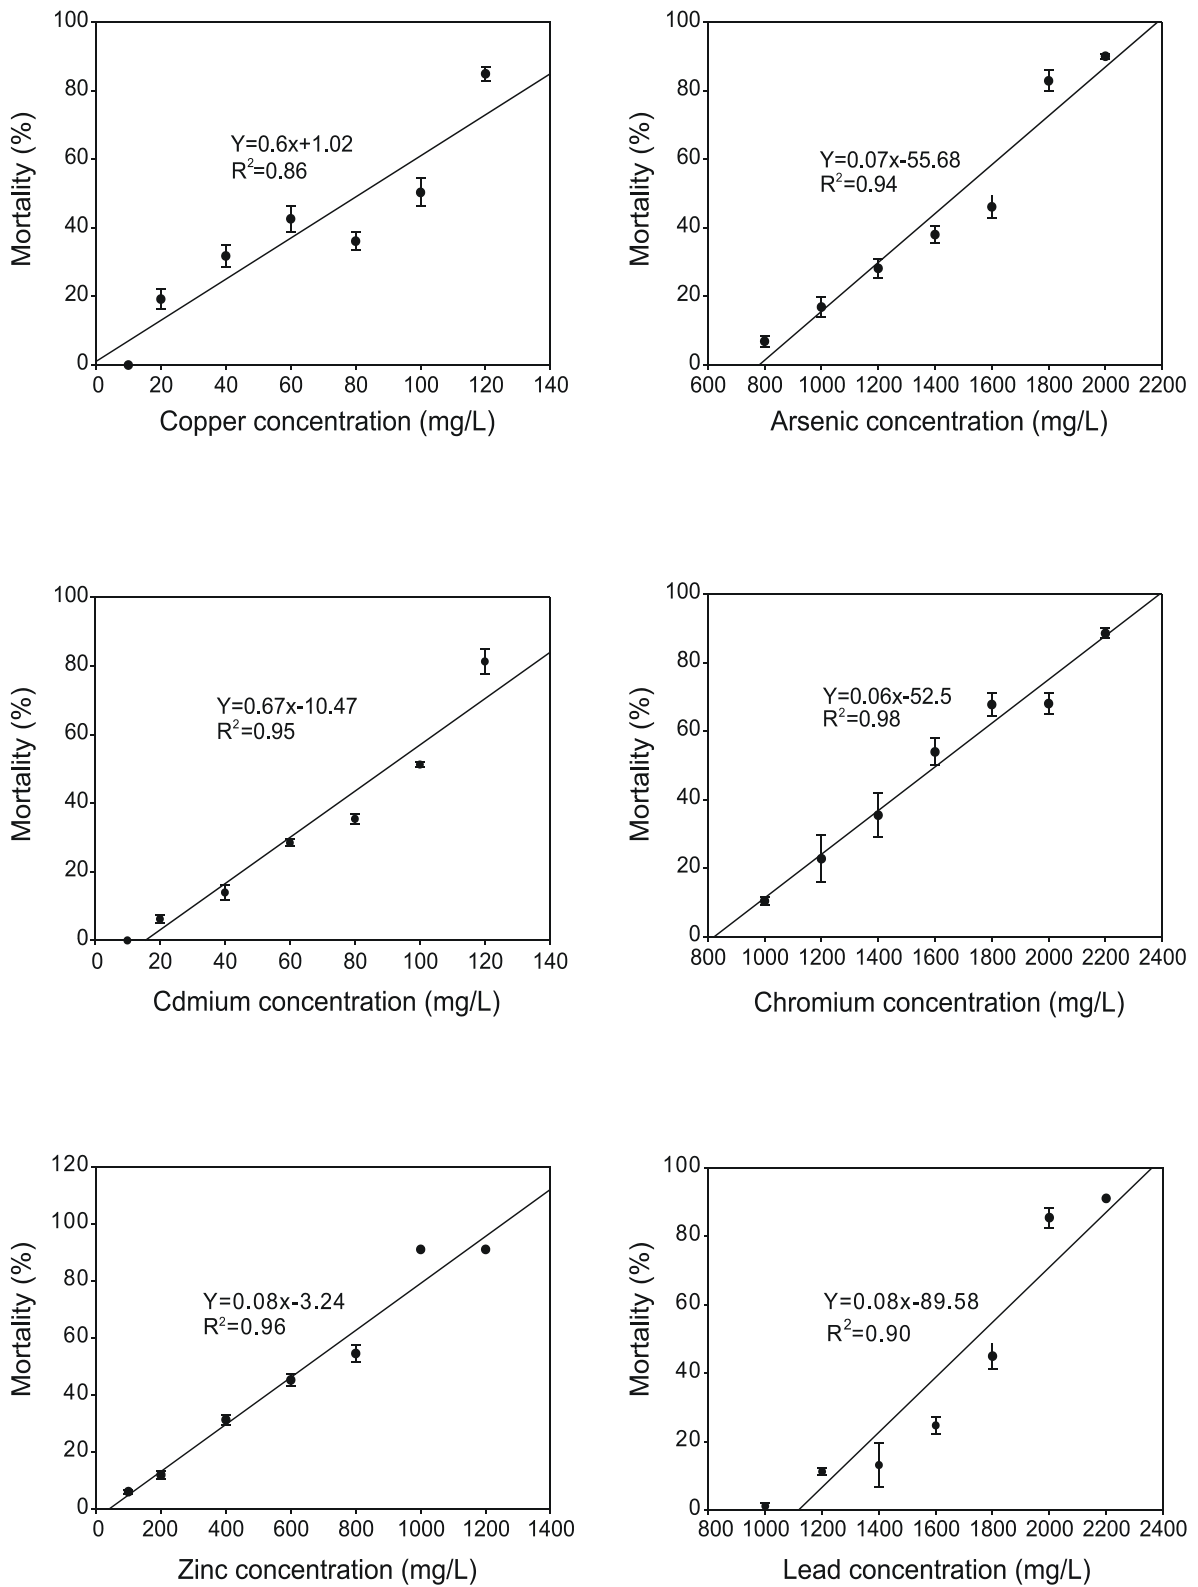 100
80
60
40
20
0
Mortality (%)
Y=0.6x+1.02
R²=0.86
0 20 40 60 80 100 120 140
Copper concentration (mg/L)
100
80
60
40
20
0
Mortality (%)
Y=0.07x-55.68
R²=0.94
600 800 1000 1200 1400 1600 1800 2000 2200
Arsenic concentration (mg/L)
100
80
60
40
20
0
Mortality (%)
Y=0.67x-10.47
R²=0.95
0 20 40 60 80 100 120 140
Cdmium concentration (mg/L)
100
80
60
40
20
0
Mortality (%)
Y=0.06x-52.5
R²=0.98
800 1000 1200 1400 1600 1800 2000 2200 2400
Chromium concentration (mg/L)
120
100
80
60
40
20
0
Mortality (%)
Y=0.08x-3.24
R²=0.96
0 200 400 600 800 1000 1200 1400
Zinc concentration (mg/L)
100
80
60
40
20
0
Mortality (%)
Y=0.08x-89.58
R²=0.90
800 1000 1200 1400 1600 1800 2000 2200 2400
Lead concentration (mg/L)